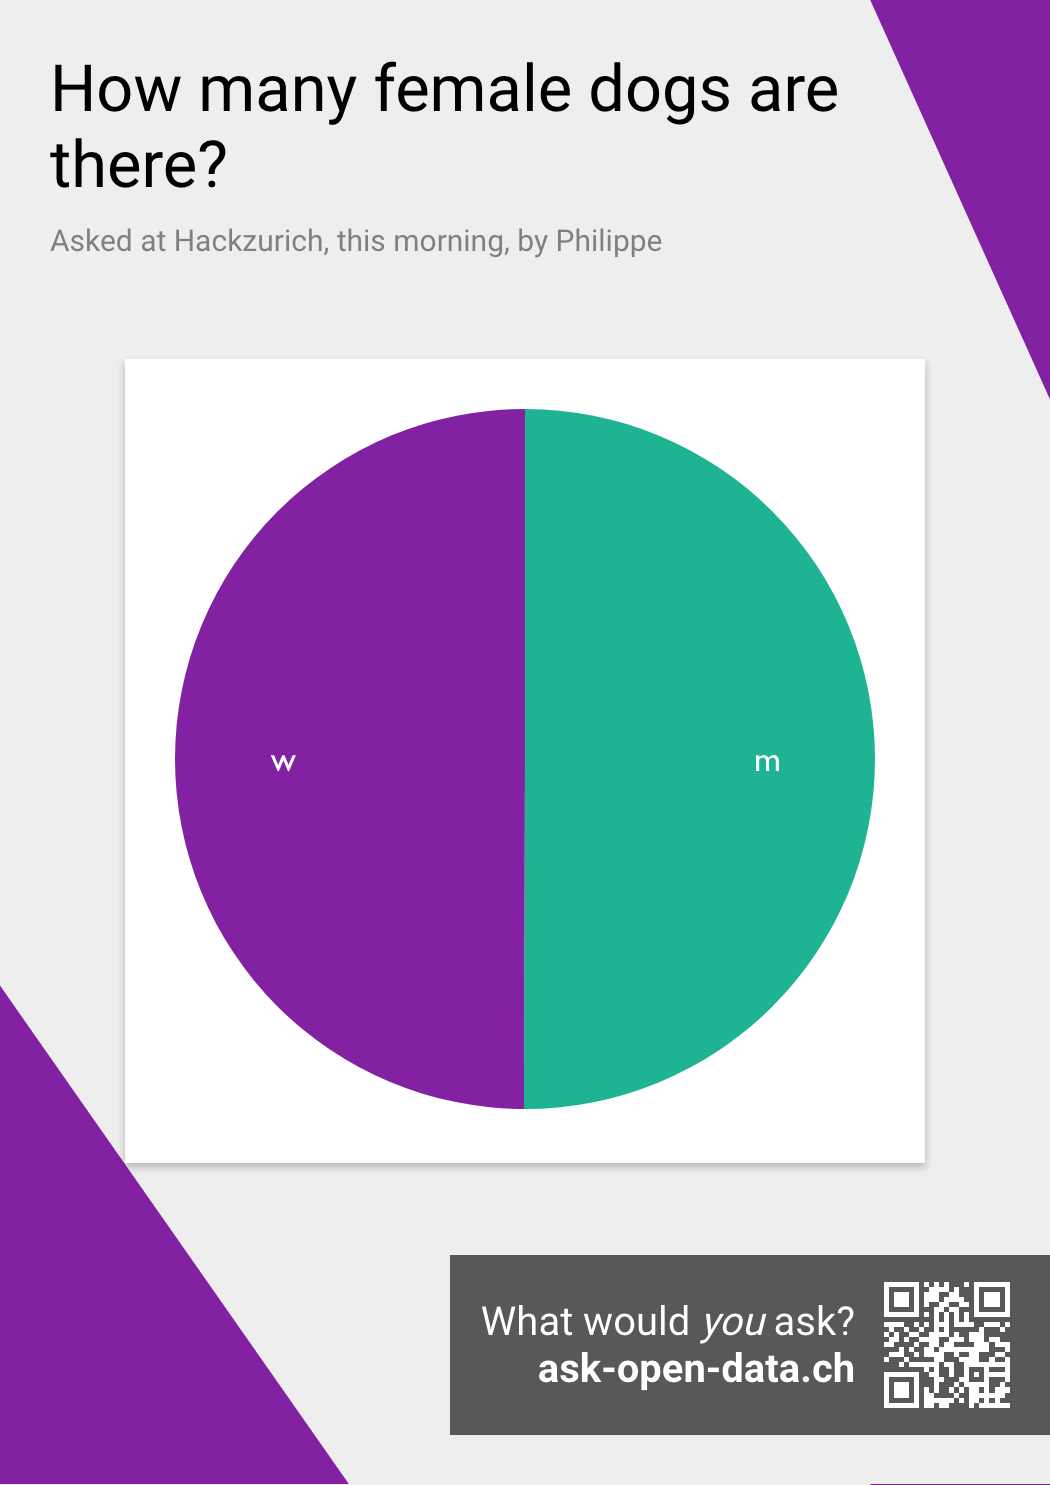 How many female dogs are
there?
Asked at Hackzurich, this morning, by Philippe
w
m
What would you ask?
ask-open-data.ch